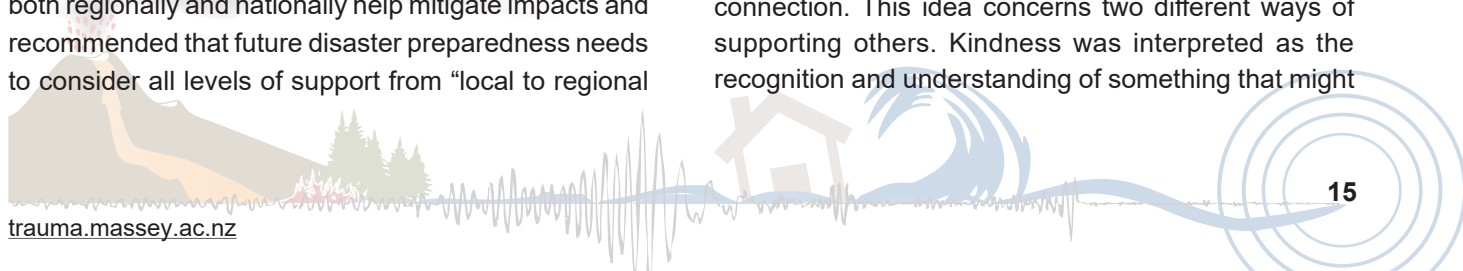 both regionally and nationally help mitigate impacts and
recommended that future disaster preparedness needs
to consider all levels of support from “local to regional
connection. This idea concerns two different ways of
supporting others. Kindness was interpreted as the
recognition and understanding of something that might
15
trauma.massey.ac.nz